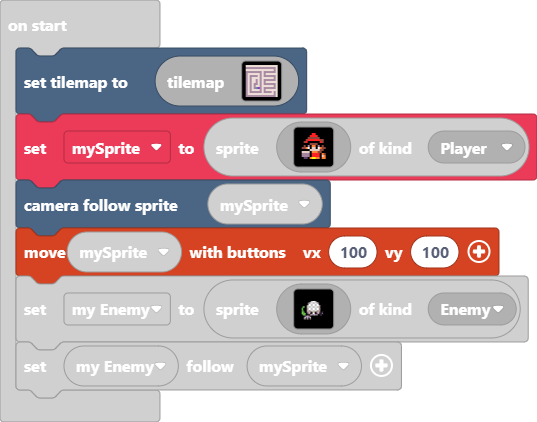 on start
set tilemap to tilemap
set mySprite to sprite of kind Player
camera follow sprite mySprite
move mySprite with buttons vx 100 vy 100
set my Enemy to sprite of kind Enemy
set my Enemy follow mySprite